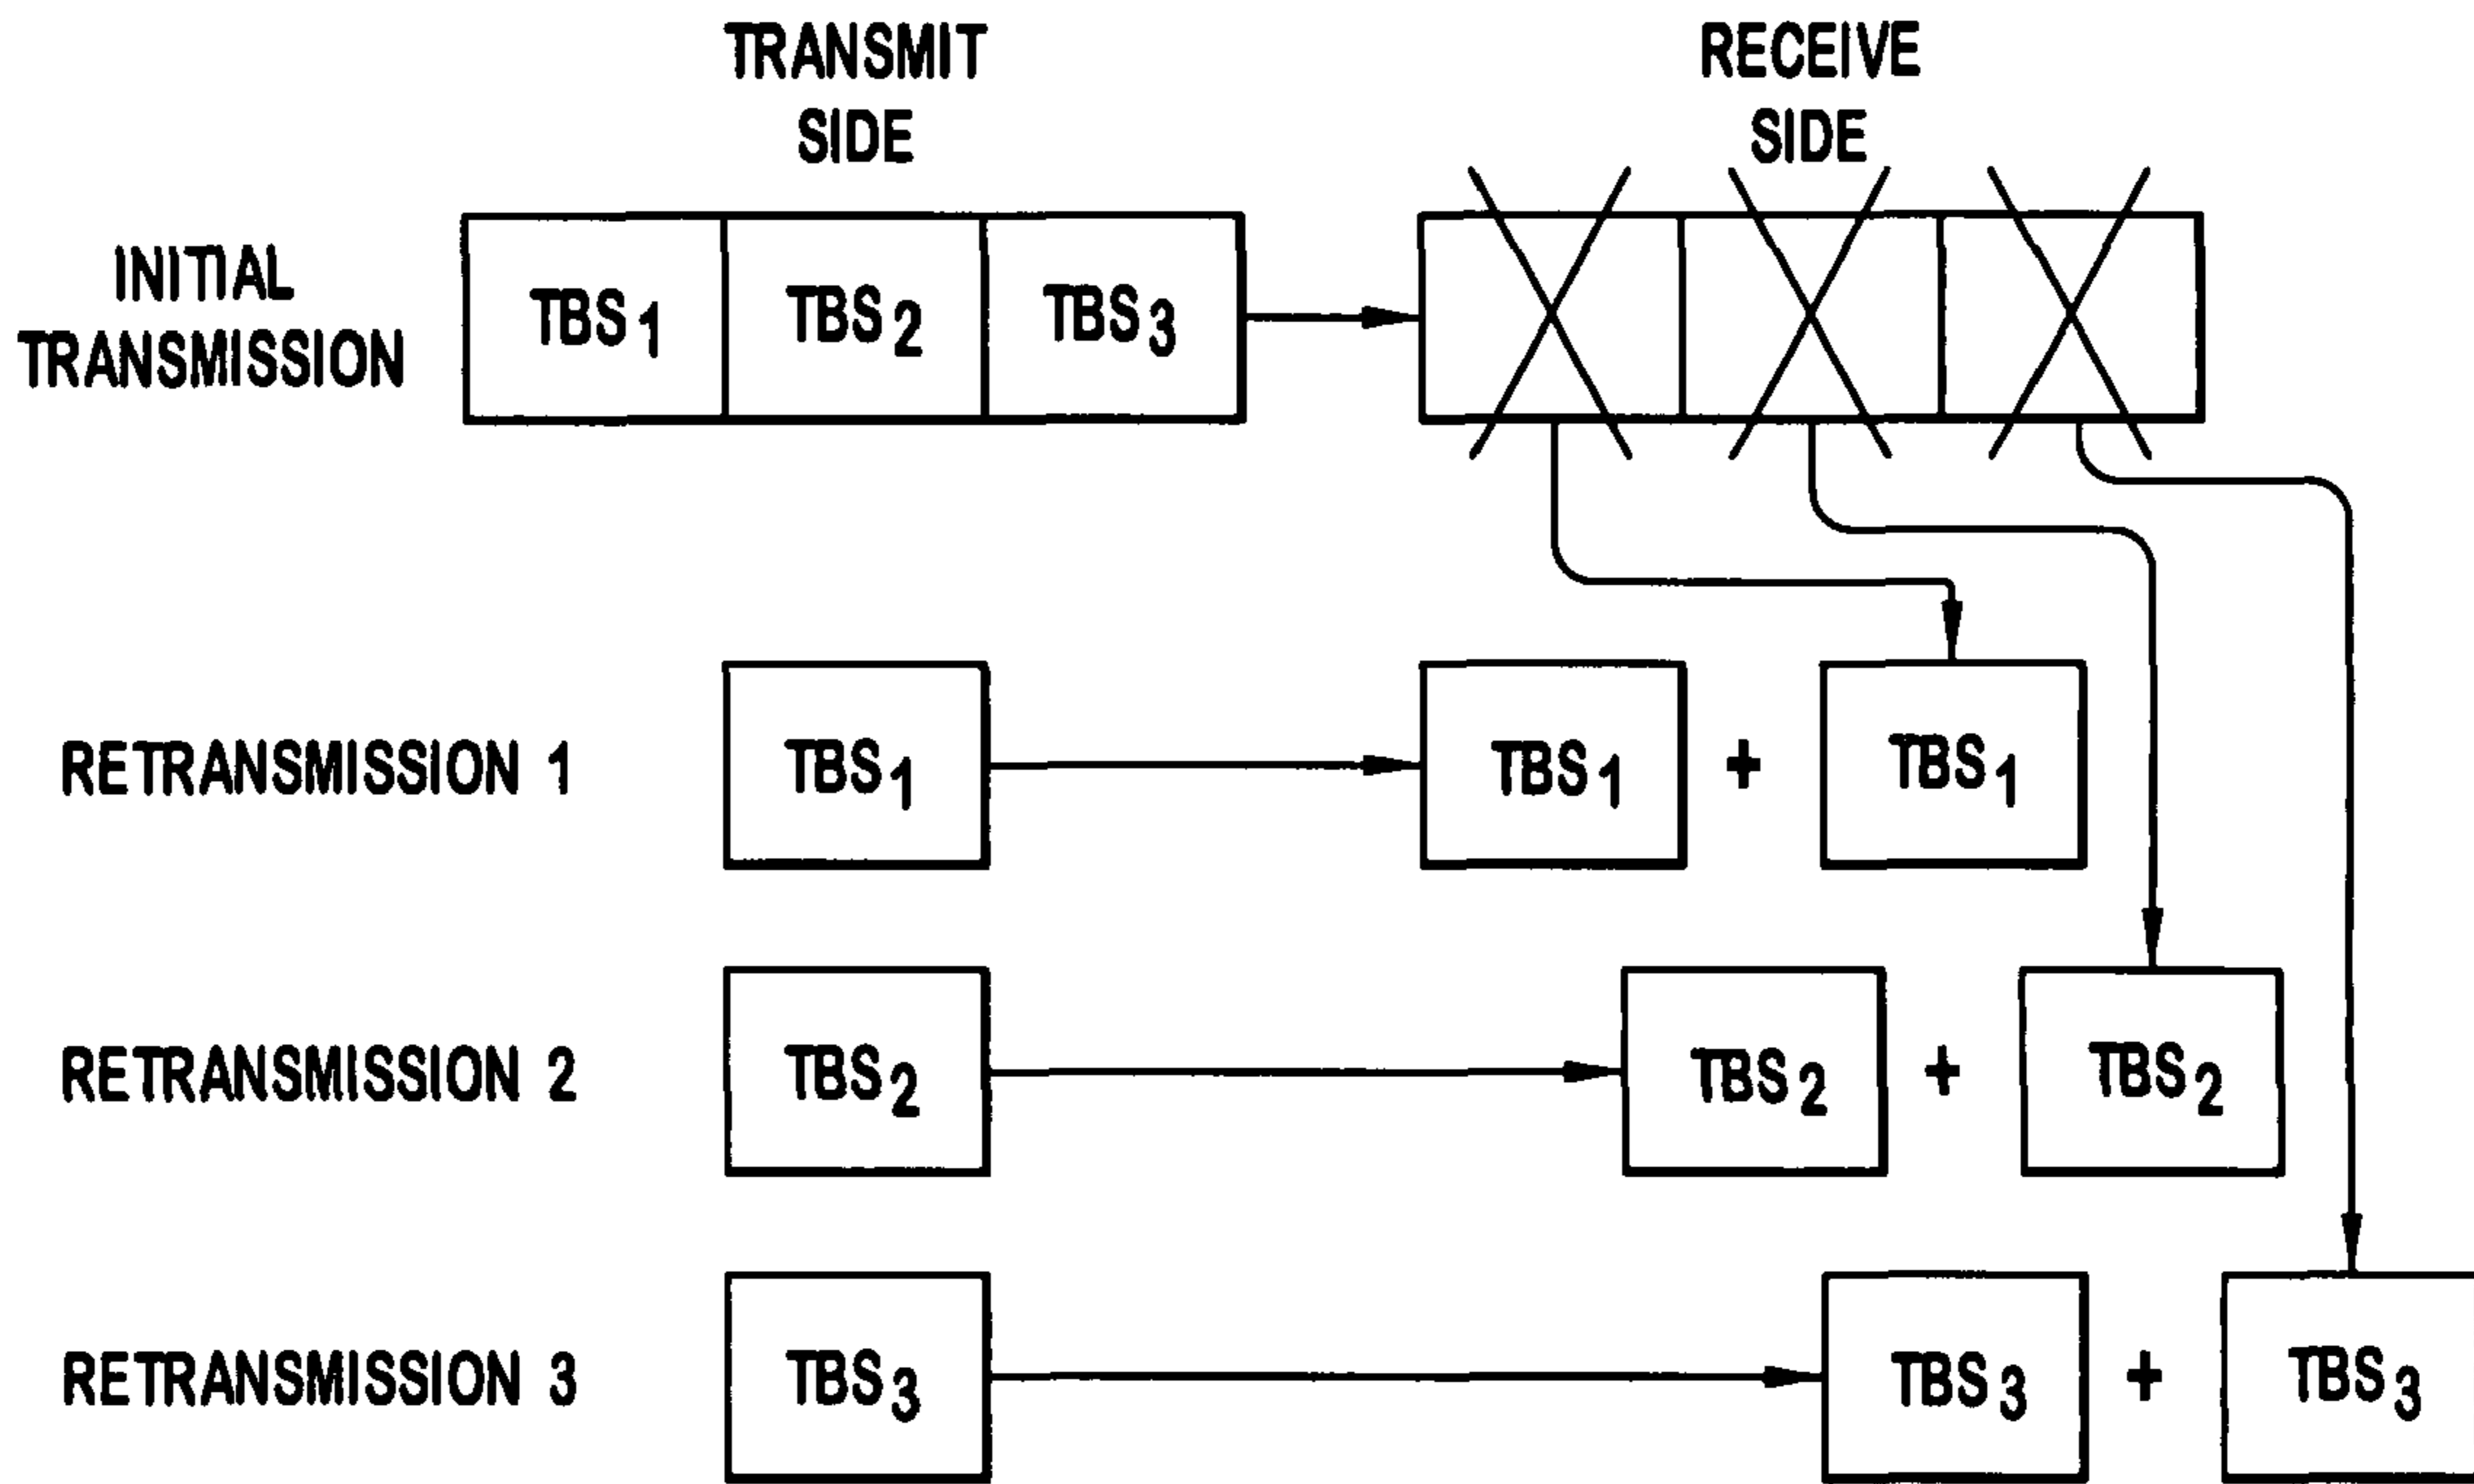 TRANSMIT
SIDE
RECEIVE
SIDE
INITIAL
TRANSMISSION
TBS1 TBS2 TBS3
RETRANSMISSION 1 TBS1 TBS1 + TBS1
RETRANSMISSION 2 TBS2 TBS2 + TBS2
RETRANSMISSION 3 TBS3 TBS3 + TBS3